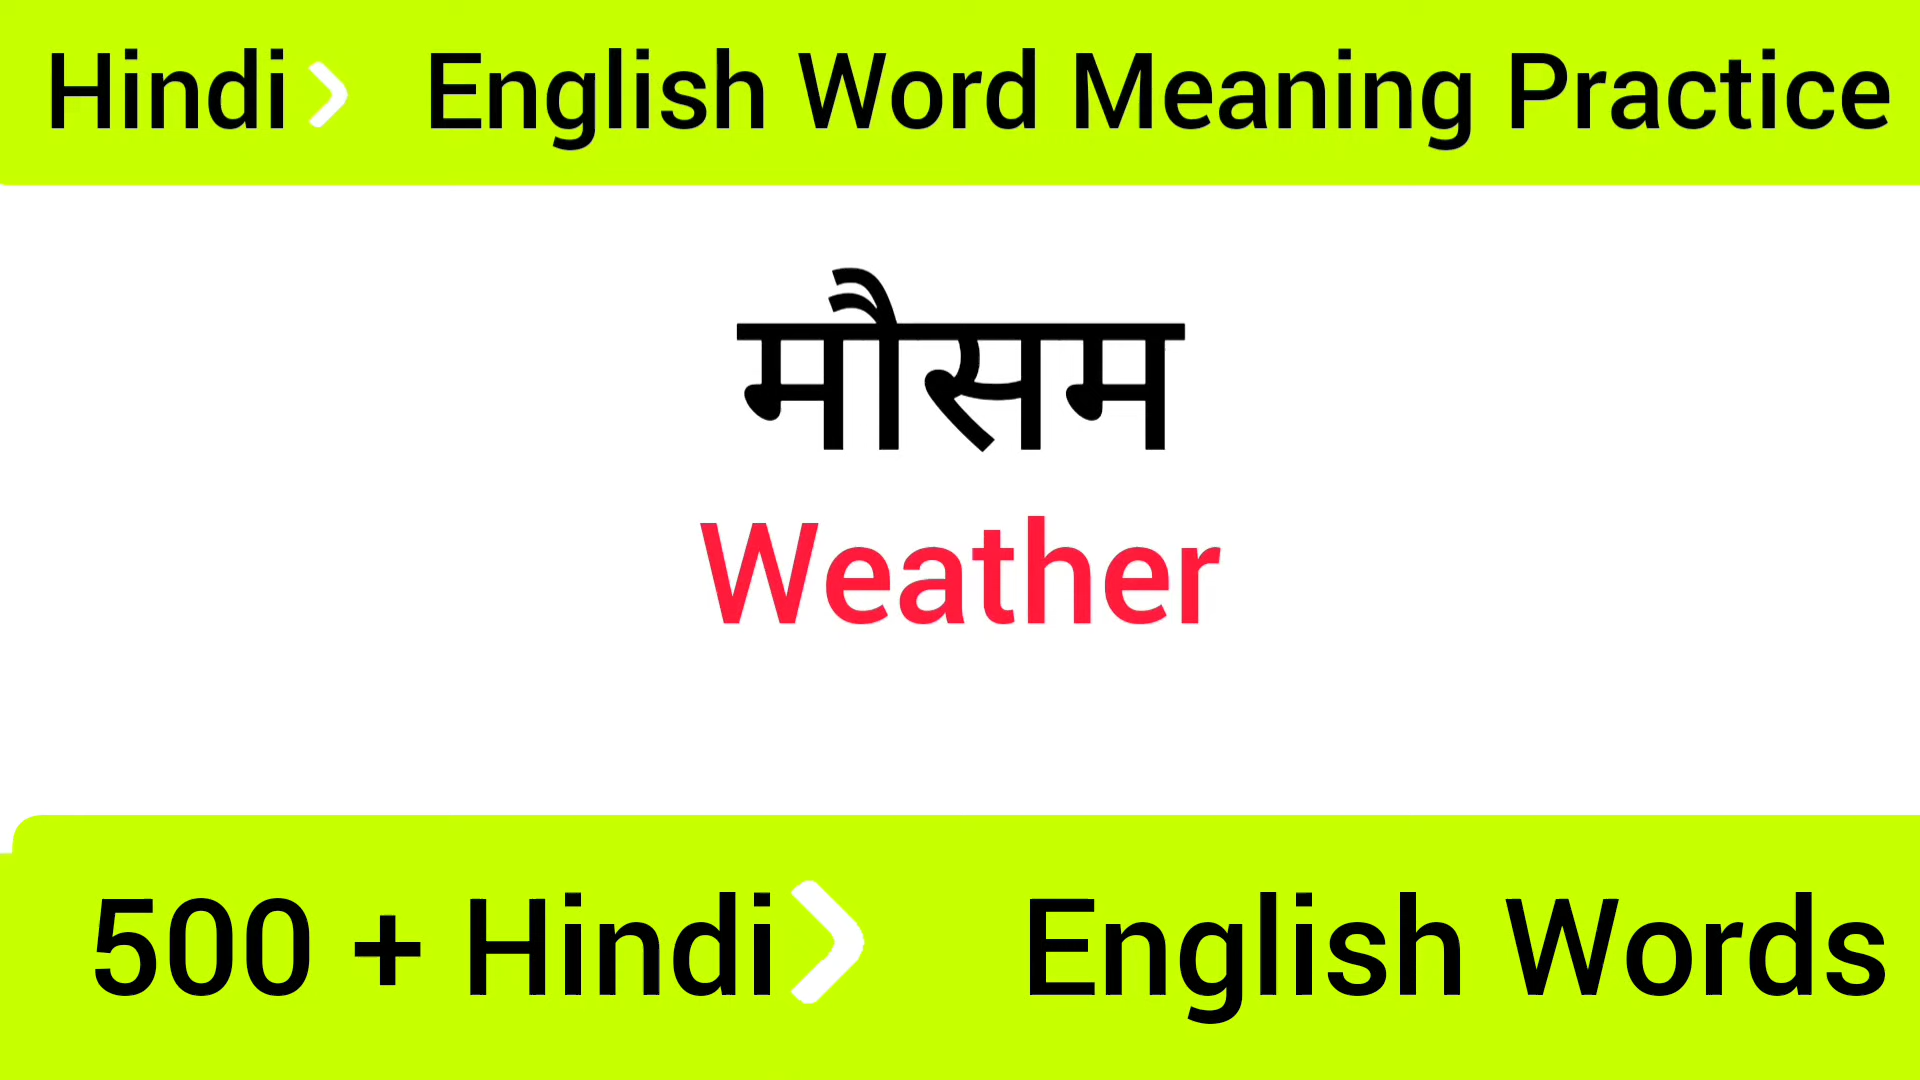 Hindi > English Word Meaning Practice
मौसम
Weather
500 + Hindi > English Words